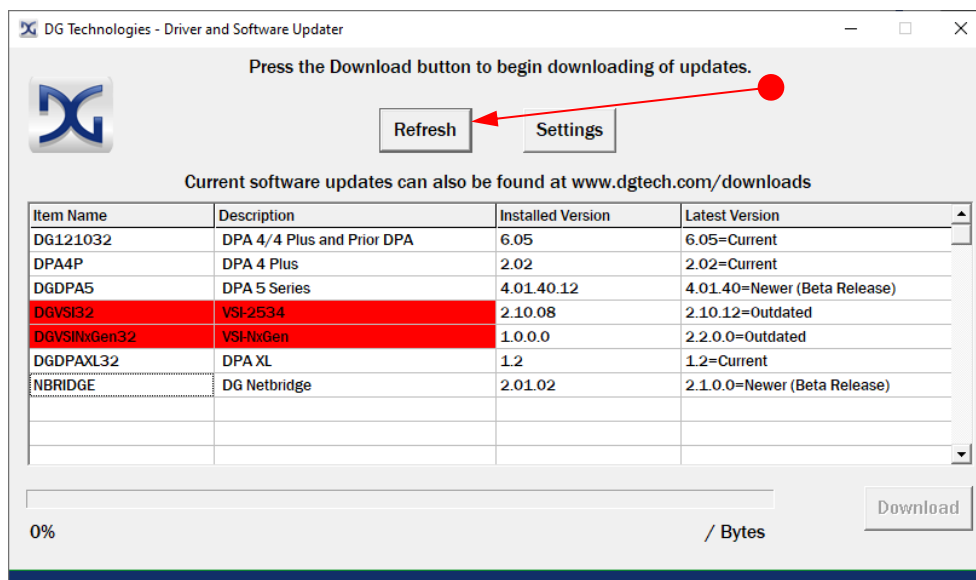 DG Technologies - Driver and Software Updater
Press the Download button to begin downloading of updates.
DG
Refresh
Settings
Current software updates can also be found at www.dgtech.com/downloads
Item Name Description Installed Version Latest Version
DG121032 DPA 4/4 Plus and Prior DPA 6.05 6.05=Current
DPA4P DPA 4 Plus 2.02 2.02=Current
DGDPA5 DPA 5 Series 4.01.40.12 4.01.40=Newer (Beta Release)
DGVSI32 VSI-2534 2.10.08 2.10.12=Outdated
DGVSINxGen32 VSI-NxGen 1.0.0.0 2.2.0.0=Outdated
DGDPAXL32 DPA XL 1.2 1.2=Current
NBRIDGE DG Netbridge 2.01.02 2.1.0.0=Newer (Beta Release)
Download
0% / Bytes